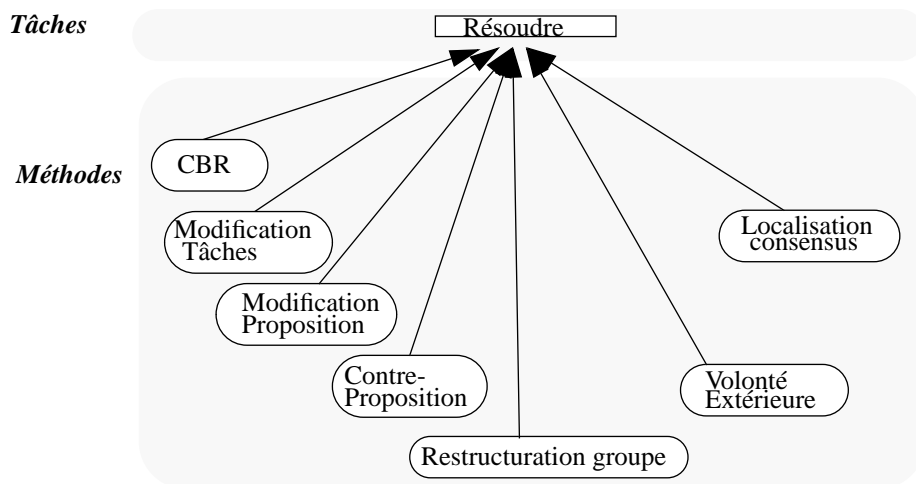 Tâches
Résoudre
Méthodes
CBR
Modification
Tâches
Modification
Proposition
Contre-
Proposition
Restructuration groupe
Volonté
Extérieure
Localisation
consensus